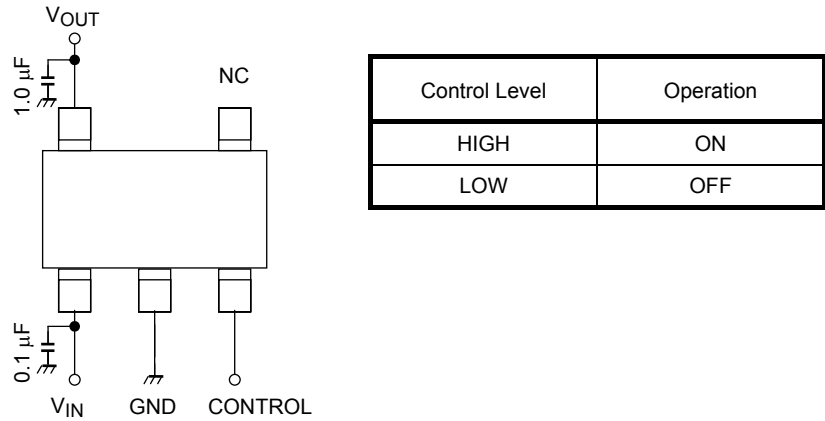 VOUT
1.0 μF
NC
0.1 μF
VIN
GND
CONTROL
Control Level Operation
HIGH ON
LOW OFF